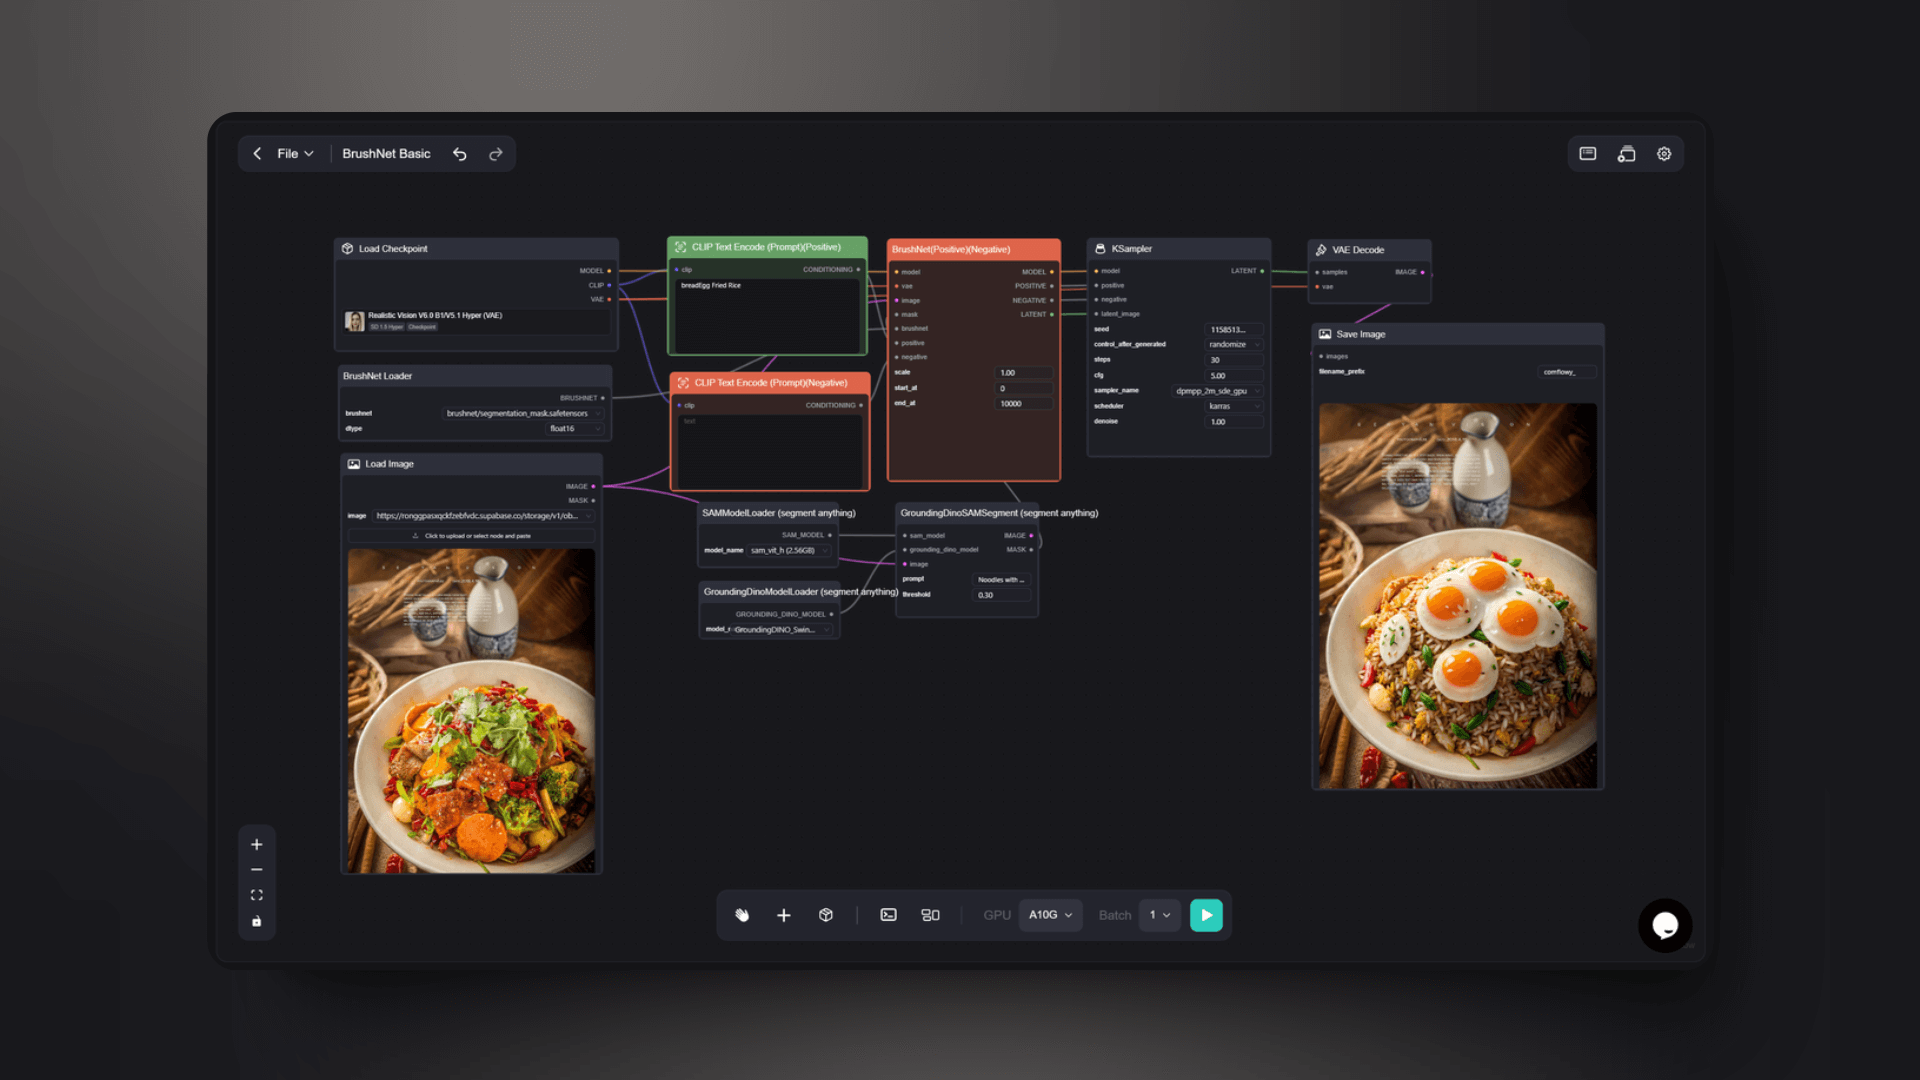 File
BrushNet Basic
Load Checkpoint
MODEL
CLIP
VAE
Realistic Vision V6.0 B1/V5.1 Hyper (VAE)
SD 1.5 Hyper Checkpoint
BrushNet Loader
BRUSHNET
brushnet brushnet/segmentation_mask.safetensors
dtype float16
Load Image
IMAGE
MASK
image https://ronggpasxqckfzebfvdc.supabase.co/storage/v1/ob...
Click to upload or select node and paste
CLIP Text Encode (Prompt)(Positive)
clip CONDITIONING
breadEgg Fried Rice
CLIP Text Encode (Prompt)(Negative)
clip CONDITIONING
text
SAMModelLoader (segment anything)
SAM_MODEL
model_name sam_vit_h (2.56GB)
GroundingDinoModelLoader (segment anything)
GROUNDING_DINO_MODEL
GroundingDINO_Swin...
BrushNet(Positive)(Negative)
model MODEL
vae POSITIVE
image NEGATIVE
mask LATENT
brushnet
positive
negative
scale 1.00
start_at 0
end_at 10000
GroundingDinoSAMSegment (segment anything)
sam_model IMAGE
grounding_dino_model MASK
image
prompt Noodles with ...
threshold 0.30
KSampler
model LATENT
positive
negative
latent_image
seed 1158513...
control_after_generated randomize
steps 30
cfg 5.00
sampler_name dpmpp_2m_sde_gpu
scheduler karras
denoise 1.00
VAE Decode
samples IMAGE
vae
Save Image
images
filename_prefix comflowy_
GPU A10G Batch 1